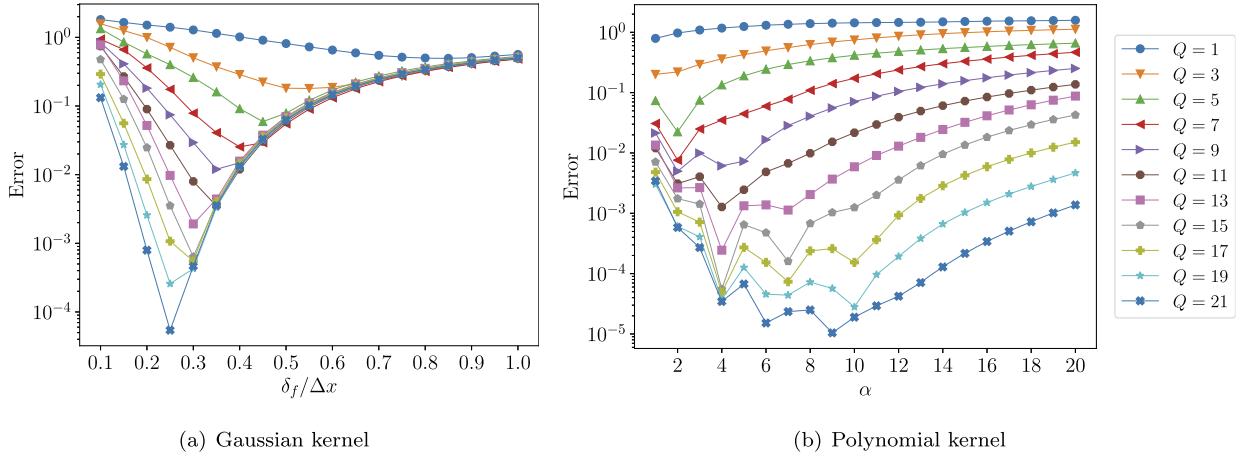 10^0
10^{-1}
10^{-2}
10^{-3}
10^{-4}
Error
0.1 0.2 0.3 0.4 0.5 0.6 0.7 0.8 0.9 1.0
δ_f/Δx
(a) Gaussian kernel
10^0
10^{-1}
10^{-2}
10^{-3}
10^{-4}
10^{-5}
Error
2 4 6 8 10 12 14 16 18 20
α
(b) Polynomial kernel
Q = 1
Q = 3
Q = 5
Q = 7
Q = 9
Q = 11
Q = 13
Q = 15
Q = 17
Q = 19
Q = 21